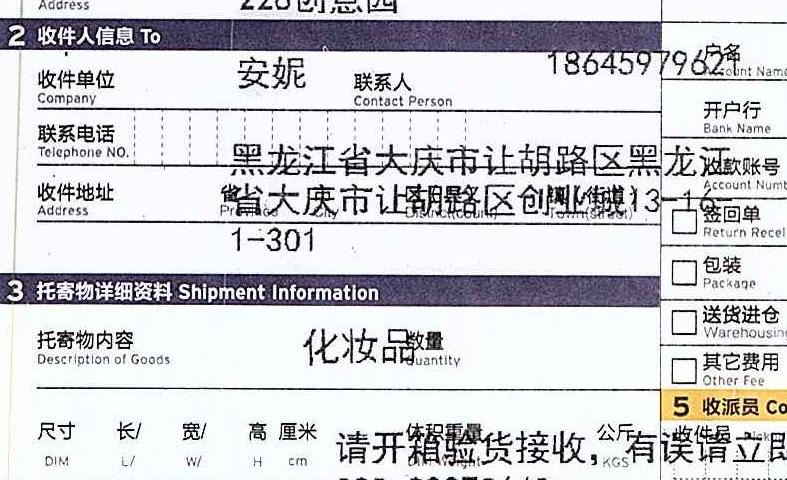 Address
228创意园
2 收件人信息 To
安妮 18645979621 户名
收件单位 联系人 Account Name
Company Contact Person
开户行
联系电话 Bank Name
Telephone NO.
黑龙江省大庆市让胡路区黑龙江 收款账号
收件地址 省大庆市让胡路区创业城13-16- Account Numb
Address Province City District(county) Town(street)
签回单
1-301 Return Recei
包装
Package
3 托寄物详细资料 Shipment Information
送货进仓
Warehousin
托寄物内容 化妆品 数量
Description of Goods Quantity
其它费用
Other Fee
5 收派员 Co
尺寸 长/ 宽/ 高 厘米 体积重量 公斤 收件员
DIM L/ W/ H cm DIM Weight KGS
请开箱验货接收，有误请立即